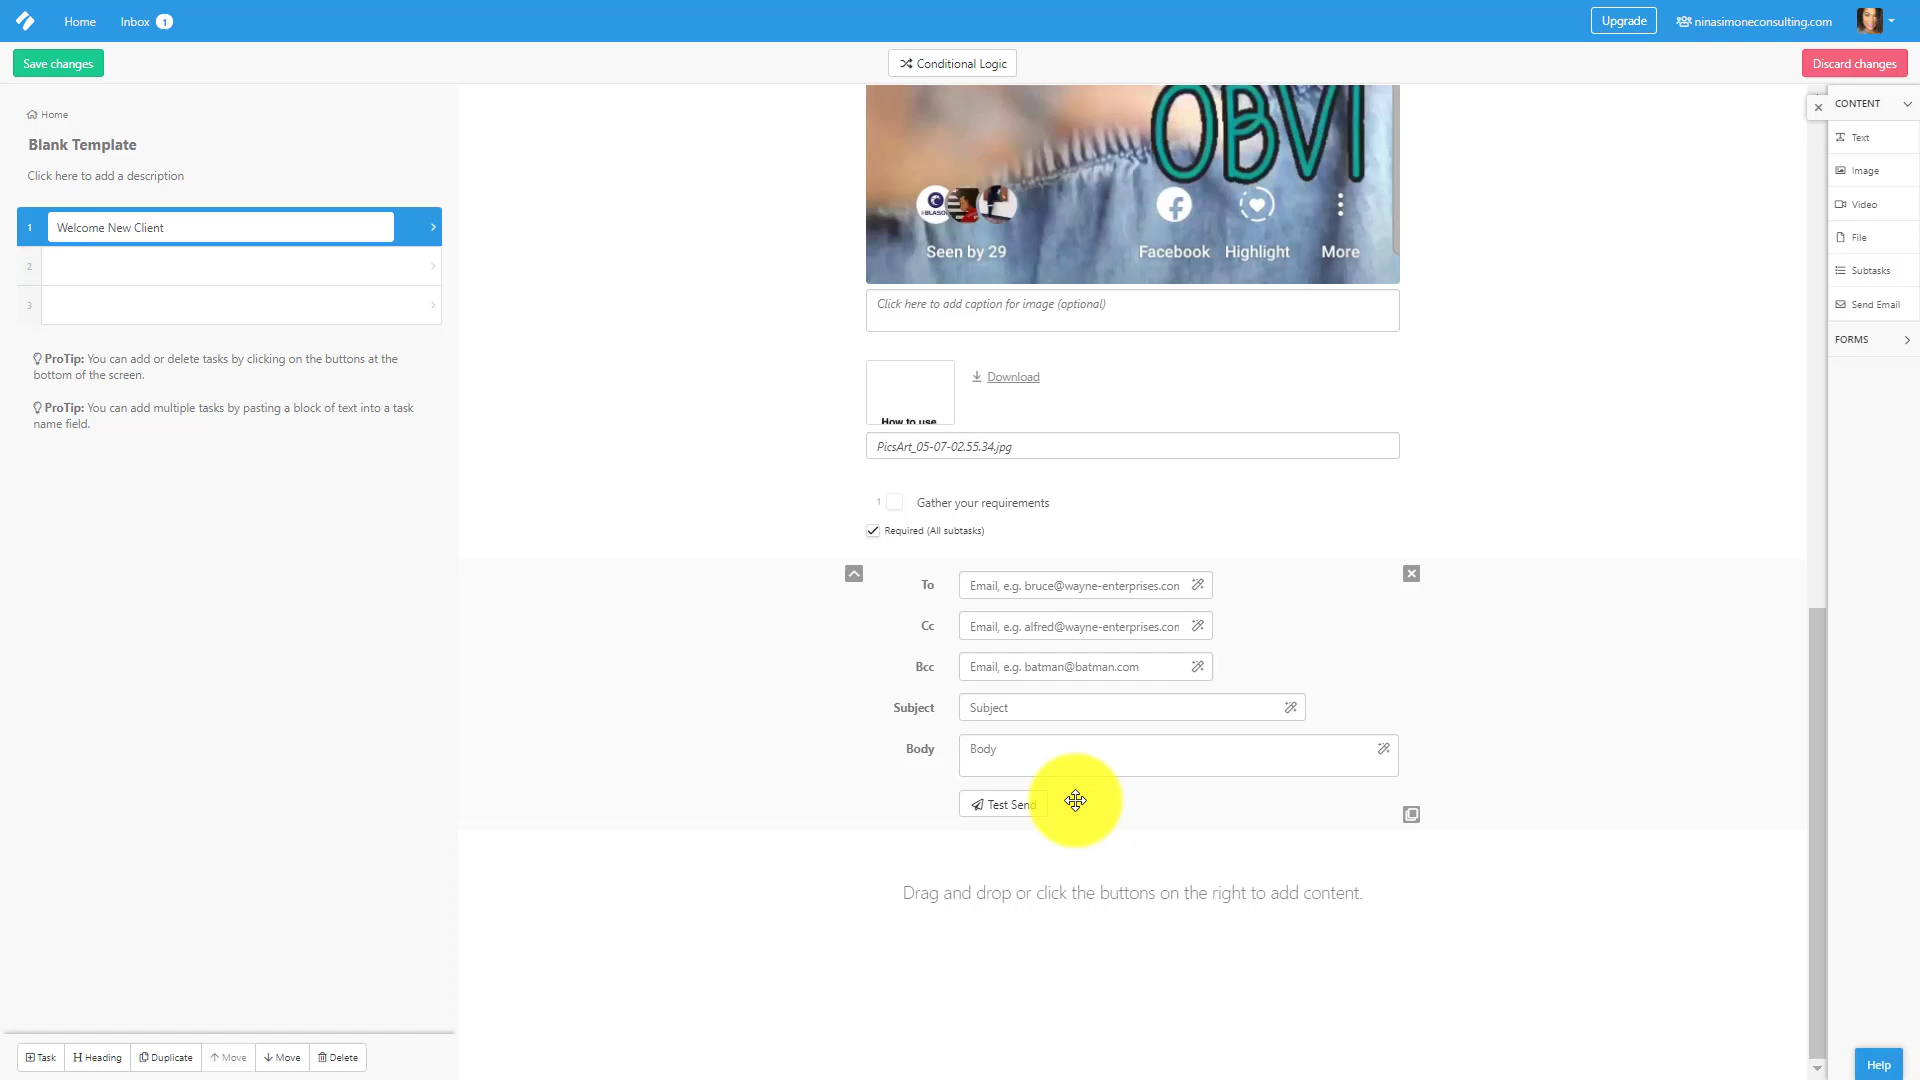 Home
Inbox 1
Upgrade
ninasimoneconsulting.com
Save changes
Conditional Logic
Discard changes
Home
Blank Template
Click here to add a description
1 Welcome New Client
2
3
ProTip: You can add or delete tasks by clicking on the buttons at the
bottom of the screen.
ProTip: You can add multiple tasks by pasting a block of text into a task
name field.
Task
Heading
Duplicate
Move
Move
Delete
OBVI
Seen by 29
Facebook
Highlight
More
Click here to add caption for image (optional)
How to use
Download
PicsArt_05-07-02.55.34.jpg
1 Gather your requirements
Required (All subtasks)
To Email, e.g. bruce@wayne-enterprises.con
Cc Email, e.g. alfred@wayne-enterprises.con
Bcc Email, e.g. batman@batman.com
Subject Subject
Body Body
Test Send
Drag and drop or click the buttons on the right to add content.
CONTENT
Text
Image
Video
File
Subtasks
Send Email
FORMS
Help